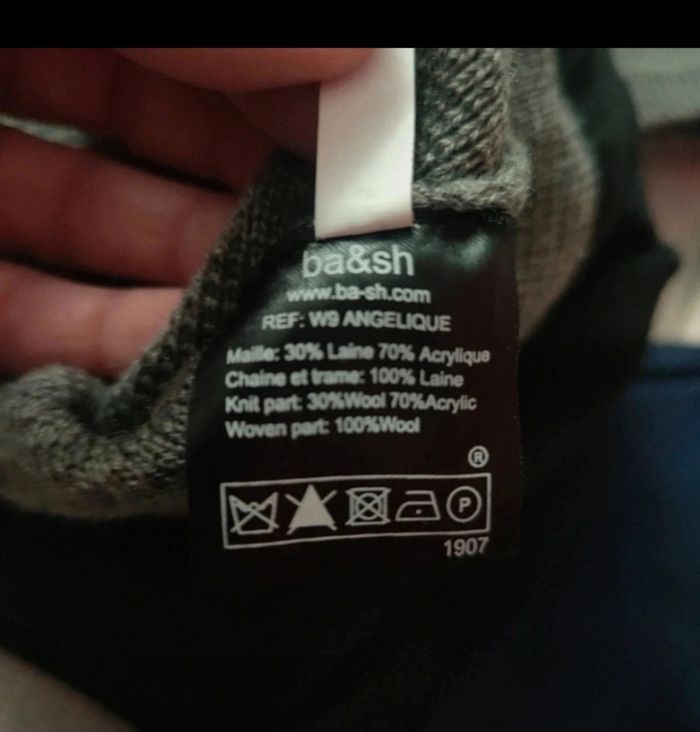 ba&sh
www.ba-sh.com
REF: W9 ANGELIQUE
Maille: 30% Laine 70% Acrylique
Chaine et trame: 100% Laine
Knit part: 30%Wool 70%Acrylic
Woven part: 100%Wool
®
P
1907